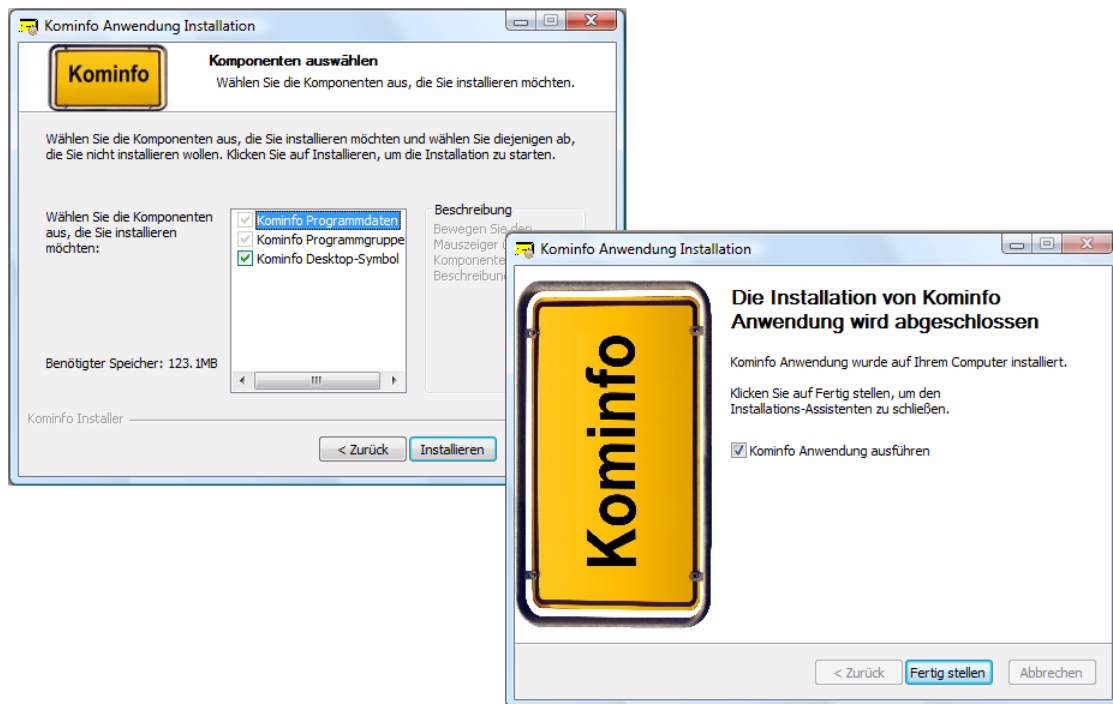 Kominfo Anwendung Installation
Kominfo
Komponenten auswählen
Wählen Sie die Komponenten aus, die Sie installieren möchten.
Wählen Sie die Komponenten aus, die Sie installieren möchten und wählen Sie diejenigen ab,
die Sie nicht installieren wollen. Klicken Sie auf Installieren, um die Installation zu starten.
Wählen Sie die Komponenten
aus, die Sie installieren
möchten:
Kominfo Programmdaten
Kominfo Programmgruppe
Kominfo Desktop-Symbol
Beschreibung
Bewegen Sie den
Mauszeiger
Komponente
Benötigter Speicher: 123.1MB
Kominfo Installer
< Zurück
Installieren
Kominfo Anwendung Installation
Kominfo
Die Installation von Kominfo
Anwendung wird abgeschlossen
Kominfo Anwendung wurde auf Ihrem Computer installiert.
Klicken Sie auf Fertig stellen, um den
Installations-Assistenten zu schließen.
Kominfo Anwendung ausführen
< Zurück
Fertig stellen
Abbrechen